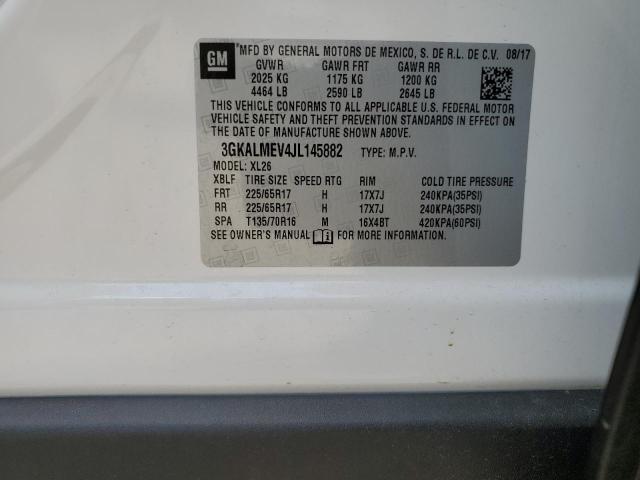 GM *MFD BY GENERAL MOTORS DE MEXICO, S. DE R.L. DE C.V. 08/17
GVWR GAWR FRT GAWR RR
2025 KG 1175 KG 1200 KG
4464 LB 2590 LB 2645 LB
THIS VEHICLE CONFORMS TO ALL APPLICABLE U.S. FEDERAL MOTOR
VEHICLE SAFETY AND THEFT PREVENTION STANDARDS IN EFFECT ON
THE DATE OF MANUFACTURE SHOWN ABOVE.
3GKALMEV4JL145882 TYPE: M.P.V.
MODEL: XL26
XBLF TIRE SIZE SPEED RTG RIM COLD TIRE PRESSURE
FRT 225/65R17 H 17X7J 240KPA(35PSI)
RR 225/65R17 H 17X7J 240KPA(35PSI)
SPA T135/70R16 M 16X4BT 420KPA(60PSI)
SEE OWNER'S MANUAL FOR MORE INFORMATION.